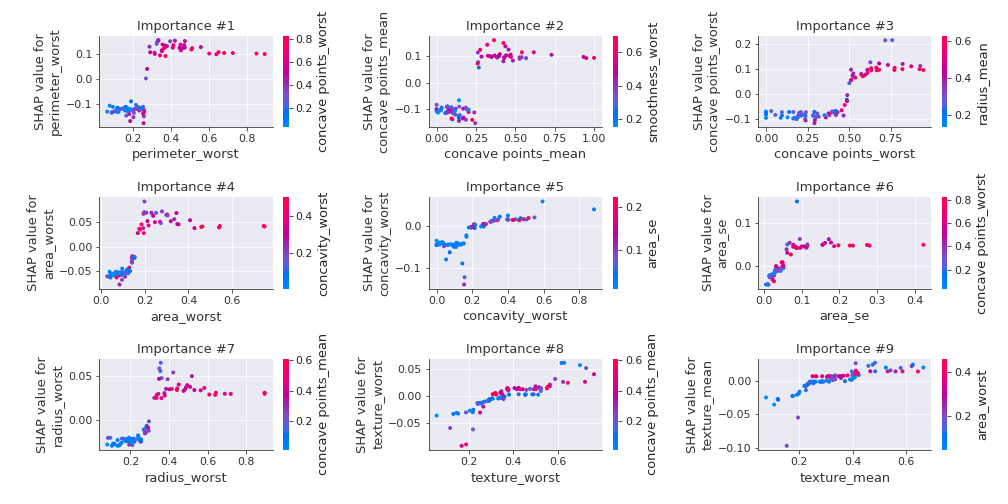 Importance #1
0.1
0.0
−0.1
0.2
0.4
0.6
0.8
perimeter_worst
SHAP value for
perimeter_worst
0.8
0.6
0.4
0.2
concave points_worst
Importance #2
0.1
0.0
−0.1
0.00
0.25
0.50
0.75
1.00
concave points_mean
SHAP value for
concave points_mean
0.6
0.4
0.2
smoothness_worst
Importance #3
0.2
0.1
0.0
−0.1
0.00
0.25
0.50
0.75
concave points_worst
SHAP value for
concave points_worst
0.6
0.4
0.2
radius_mean
Importance #4
0.05
0.00
−0.05
0.0
0.2
0.4
0.6
area_worst
SHAP value for
area_worst
0.4
0.2
concavity_worst
Importance #5
0.0
−0.1
0.0
0.2
0.4
0.6
0.8
concavity_worst
SHAP value for
concavity_worst
0.2
0.1
area_se
Importance #6
0.1
0.0
0.0
0.1
0.2
0.3
0.4
area_se
SHAP value for
area_se
0.8
0.6
0.4
0.2
concave points_worst
Importance #7
0.05
0.00
0.2
0.4
0.6
0.8
radius_worst
SHAP value for
radius_worst
0.6
0.4
0.2
concave points_mean
Importance #8
0.05
0.00
−0.05
0.0
0.2
0.4
0.6
texture_worst
SHAP value for
texture_worst
0.6
0.4
0.2
concave points_mean
Importance #9
0.00
−0.05
−0.10
0.2
0.4
0.6
texture_mean
SHAP value for
texture_mean
0.4
0.2
area_worst